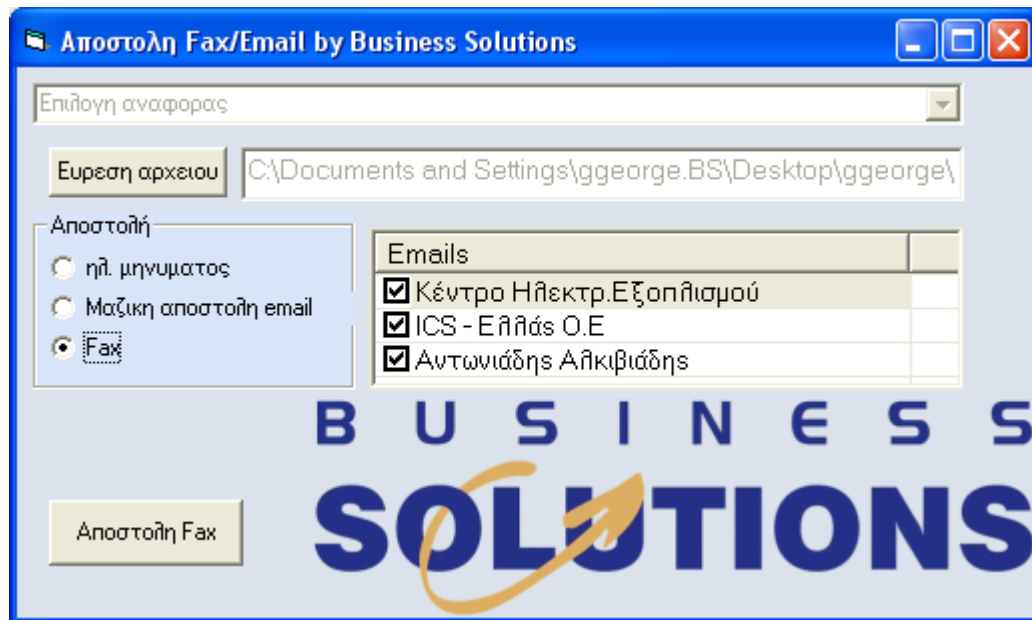 Αποστολη Fax/Email by Business Solutions
Επιλογη αναφορας
Ευρεση αρχειου C:\Documents and Settings\ggeorge.BS\Desktop\ggeorge\
Αποστολή
ηλ. μηνυματος
Μαζικη αποστολη email
Fax
Emails
Κέντρο Ηλεκτρ.Εξοπλισμού
ICS - Ελλάς Ο.Ε
Αντωνιάδης Αλκιβιάδης
BUSINESS
SOLUTIONS
Αποστολη Fax